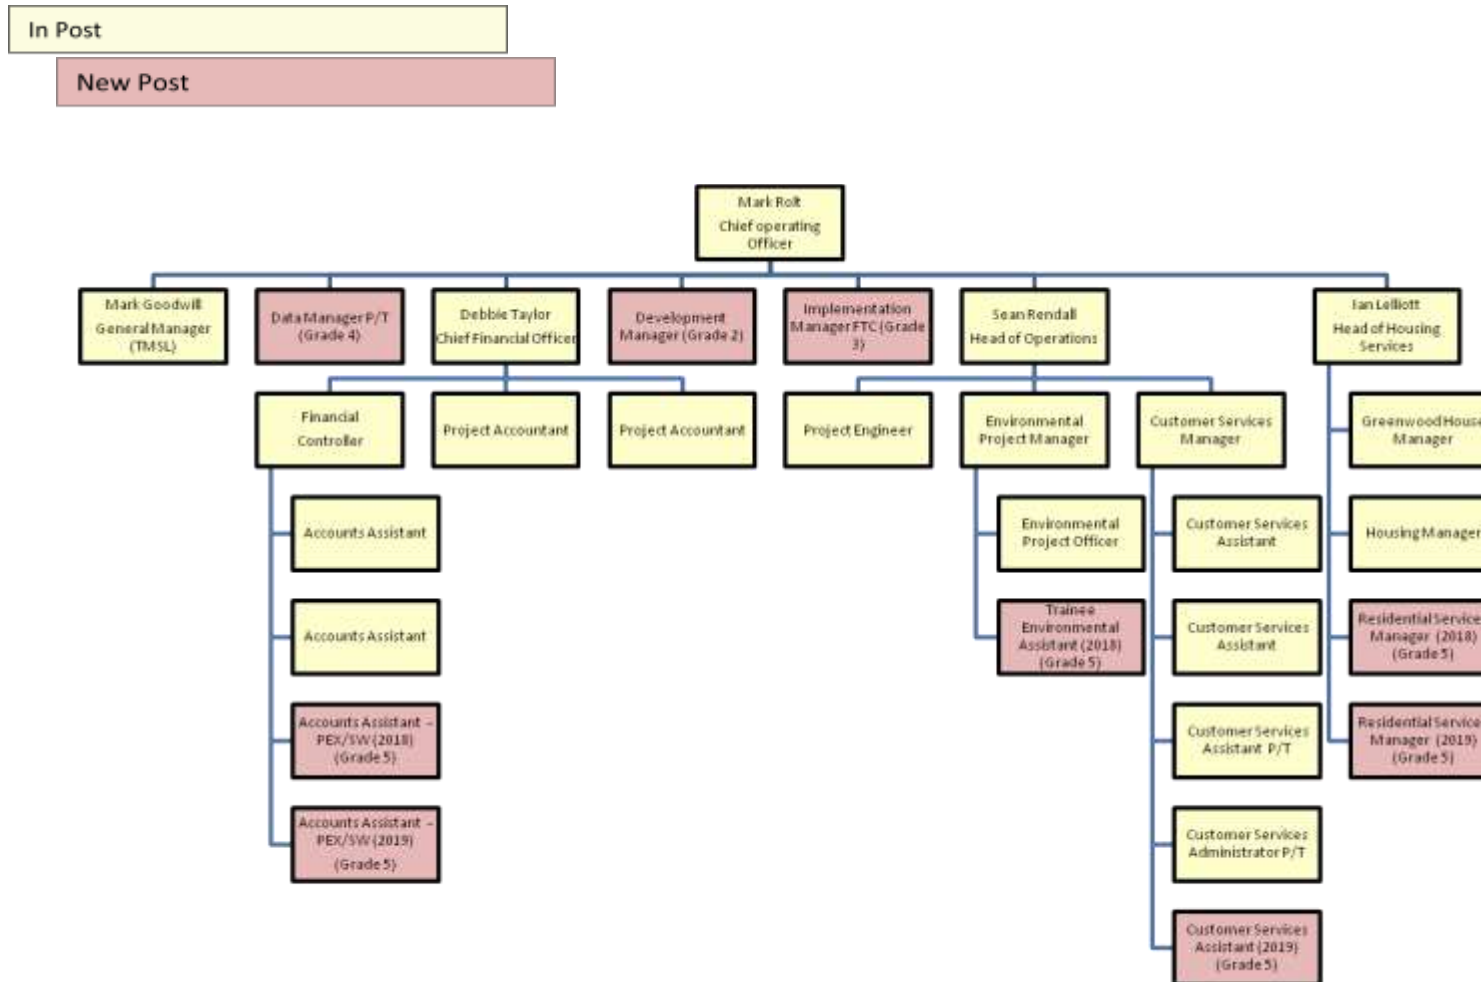 In Post
New Post
Mark Rolt
Chief operating
Officer
Mark Goodwill
General Manager
(TMSL)
Data Manager P/T
(Grade 4)
Debbie Taylor
Chief Financial Officer
Development
Manager (Grade 2)
Implementation
Manager FTC (Grade
3)
Sean Rendall
Head of Operations
Ian Lelliott
Head of Housing
Services
Financial
Controller
Project Accountant
Project Accountant
Project Engineer
Environmental
Project Manager
Customer Services
Manager
Greenwood House
Manager
Accounts Assistant
Environmental
Project Officer
Customer Services
Assistant
Housing Manager
Accounts Assistant
Trainee
Environmental
Assistant (2018)
(Grade 5)
Customer Services
Assistant
Residential Service
Manager (2018)
(Grade 5)
Accounts Assistant –
PEX/SW (2018)
(Grade 5)
Customer Services
Assistant P/T
Residential Service
Manager (2019)
(Grade 5)
Accounts Assistant –
PEX/SW (2019)
(Grade 5)
Customer Services
Administrator P/T
Customer Services
Assistant (2019)
(Grade 5)